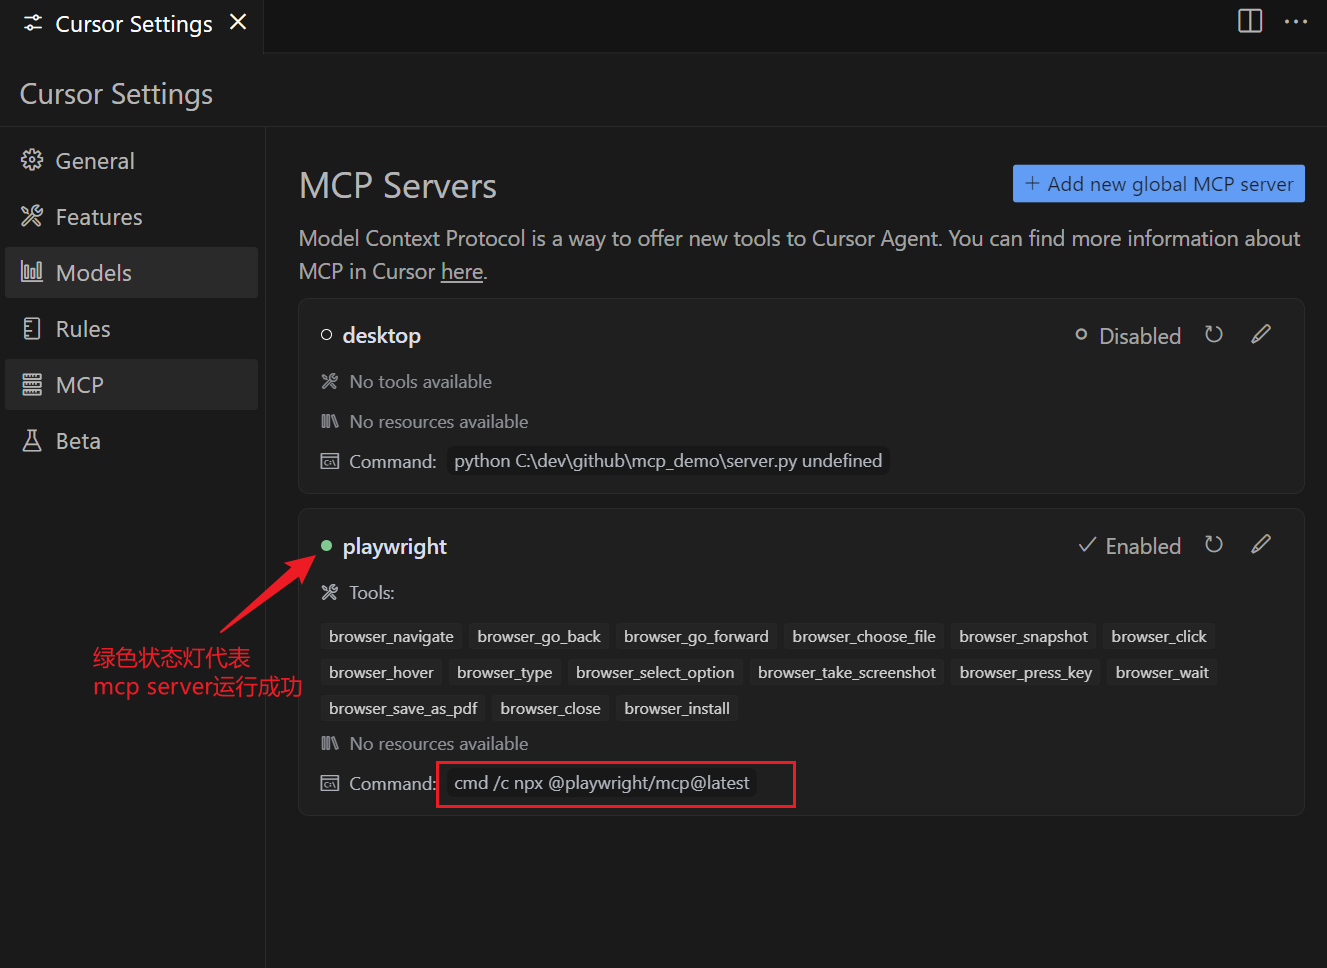 Cursor Settings
Cursor Settings
General
Features
Models
Rules
MCP
Beta
MCP Servers
+ Add new global MCP server
Model Context Protocol is a way to offer new tools to Cursor Agent. You can find more information about
MCP in Cursor here.
desktop
Disabled
No tools available
No resources available
Command: python C:\dev\github\mcp_demo\server.py undefined
playwright
Enabled
Tools:
browser_navigate browser_go_back browser_go_forward browser_choose_file browser_snapshot browser_click
browser_hover browser_type browser_select_option browser_take_screenshot browser_press_key browser_wait
browser_save_as_pdf browser_close browser_install
No resources available
Command: cmd /c npx @playwright/mcp@latest
绿色状态灯代表
mcp server运行成功